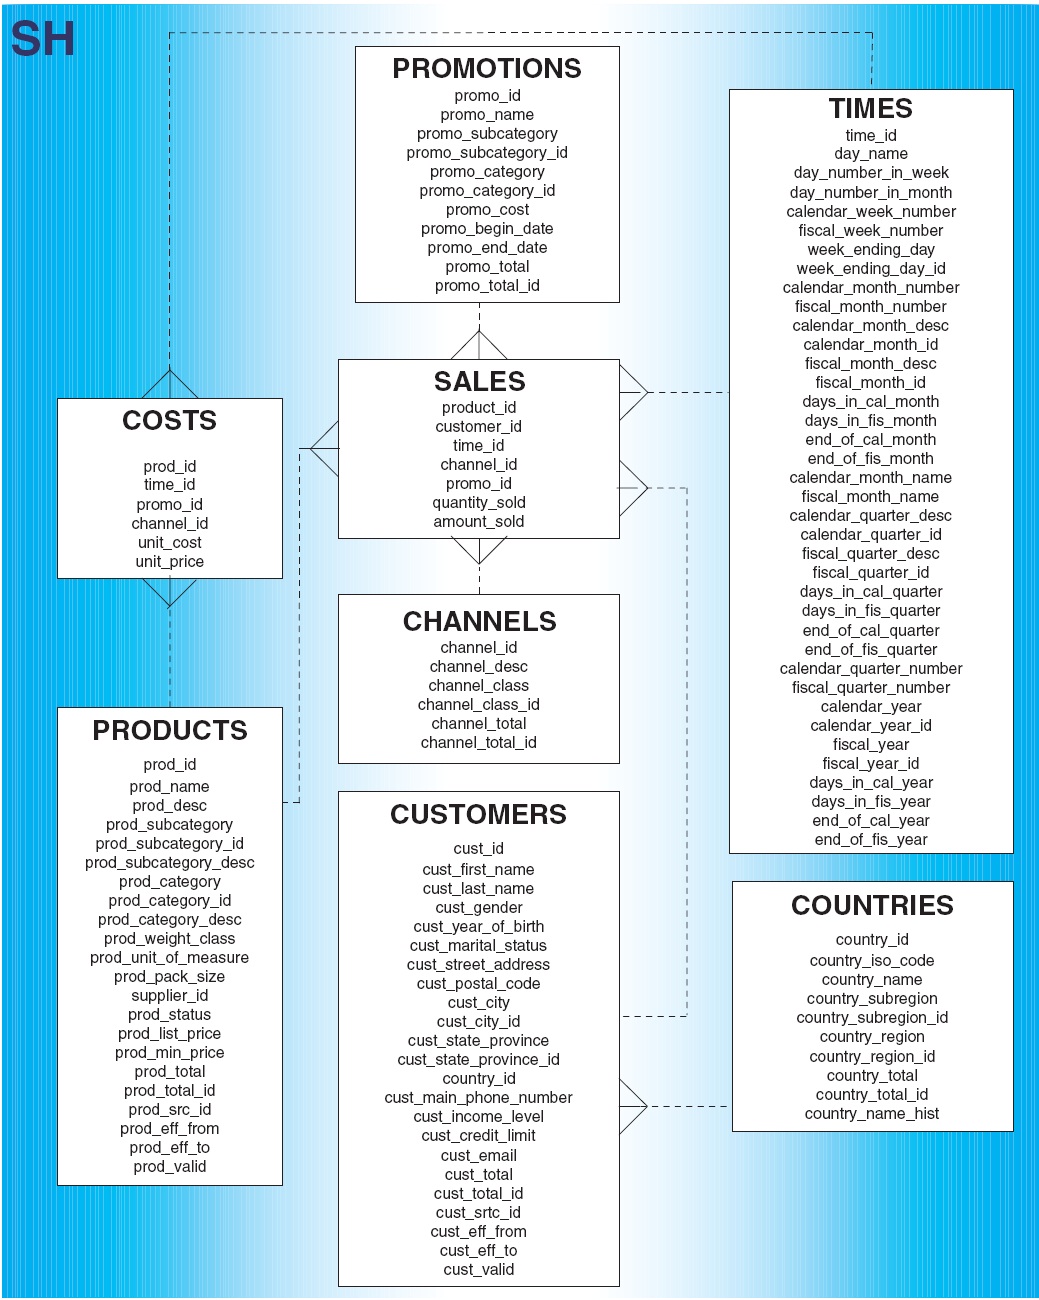 SH
PROMOTIONS
promo_id
promo_name
promo_subcategory
promo_subcategory_id
promo_category
promo_category_id
promo_cost
promo_begin_date
promo_end_date
promo_total
promo_total_id
TIMES
time_id
day_name
day_number_in_week
day_number_in_month
calendar_week_number
fiscal_week_number
week_ending_day
week_ending_day_id
calendar_month_number
fiscal_month_number
calendar_month_desc
calendar_month_id
fiscal_month_desc
fiscal_month_id
days_in_cal_month
days_in_fis_month
end_of_cal_month
end_of_fis_month
calendar_month_name
fiscal_month_name
calendar_quarter_desc
calendar_quarter_id
fiscal_quarter_desc
fiscal_quarter_id
days_in_cal_quarter
days_in_fis_quarter
end_of_cal_quarter
end_of_fis_quarter
calendar_quarter_number
fiscal_quarter_number
calendar_year
calendar_year_id
fiscal_year
fiscal_year_id
days_in_cal_year
days_in_fis_year
end_of_cal_year
end_of_fis_year
SALES
product_id
customer_id
time_id
channel_id
promo_id
quantity_sold
amount_sold
COSTS
prod_id
time_id
promo_id
channel_id
unit_cost
unit_price
CHANNELS
channel_id
channel_desc
channel_class
channel_class_id
channel_total
channel_total_id
PRODUCTS
prod_id
prod_name
prod_desc
prod_subcategory
prod_subcategory_id
prod_subcategory_desc
prod_category
prod_category_id
prod_category_desc
prod_weight_class
prod_unit_of_measure
prod_pack_size
supplier_id
prod_status
prod_list_price
prod_min_price
prod_total
prod_total_id
prod_src_id
prod_eff_from
prod_eff_to
prod_valid
CUSTOMERS
cust_id
cust_first_name
cust_last_name
cust_gender
cust_year_of_birth
cust_marital_status
cust_street_address
cust_postal_code
cust_city
cust_city_id
cust_state_province
cust_state_province_id
country_id
cust_main_phone_number
cust_income_level
cust_credit_limit
cust_email
cust_total
cust_total_id
cust_srtc_id
cust_eff_from
cust_eff_to
cust_valid
COUNTRIES
country_id
country_iso_code
country_name
country_subregion
country_subregion_id
country_region
country_region_id
country_total
country_total_id
country_name_hist